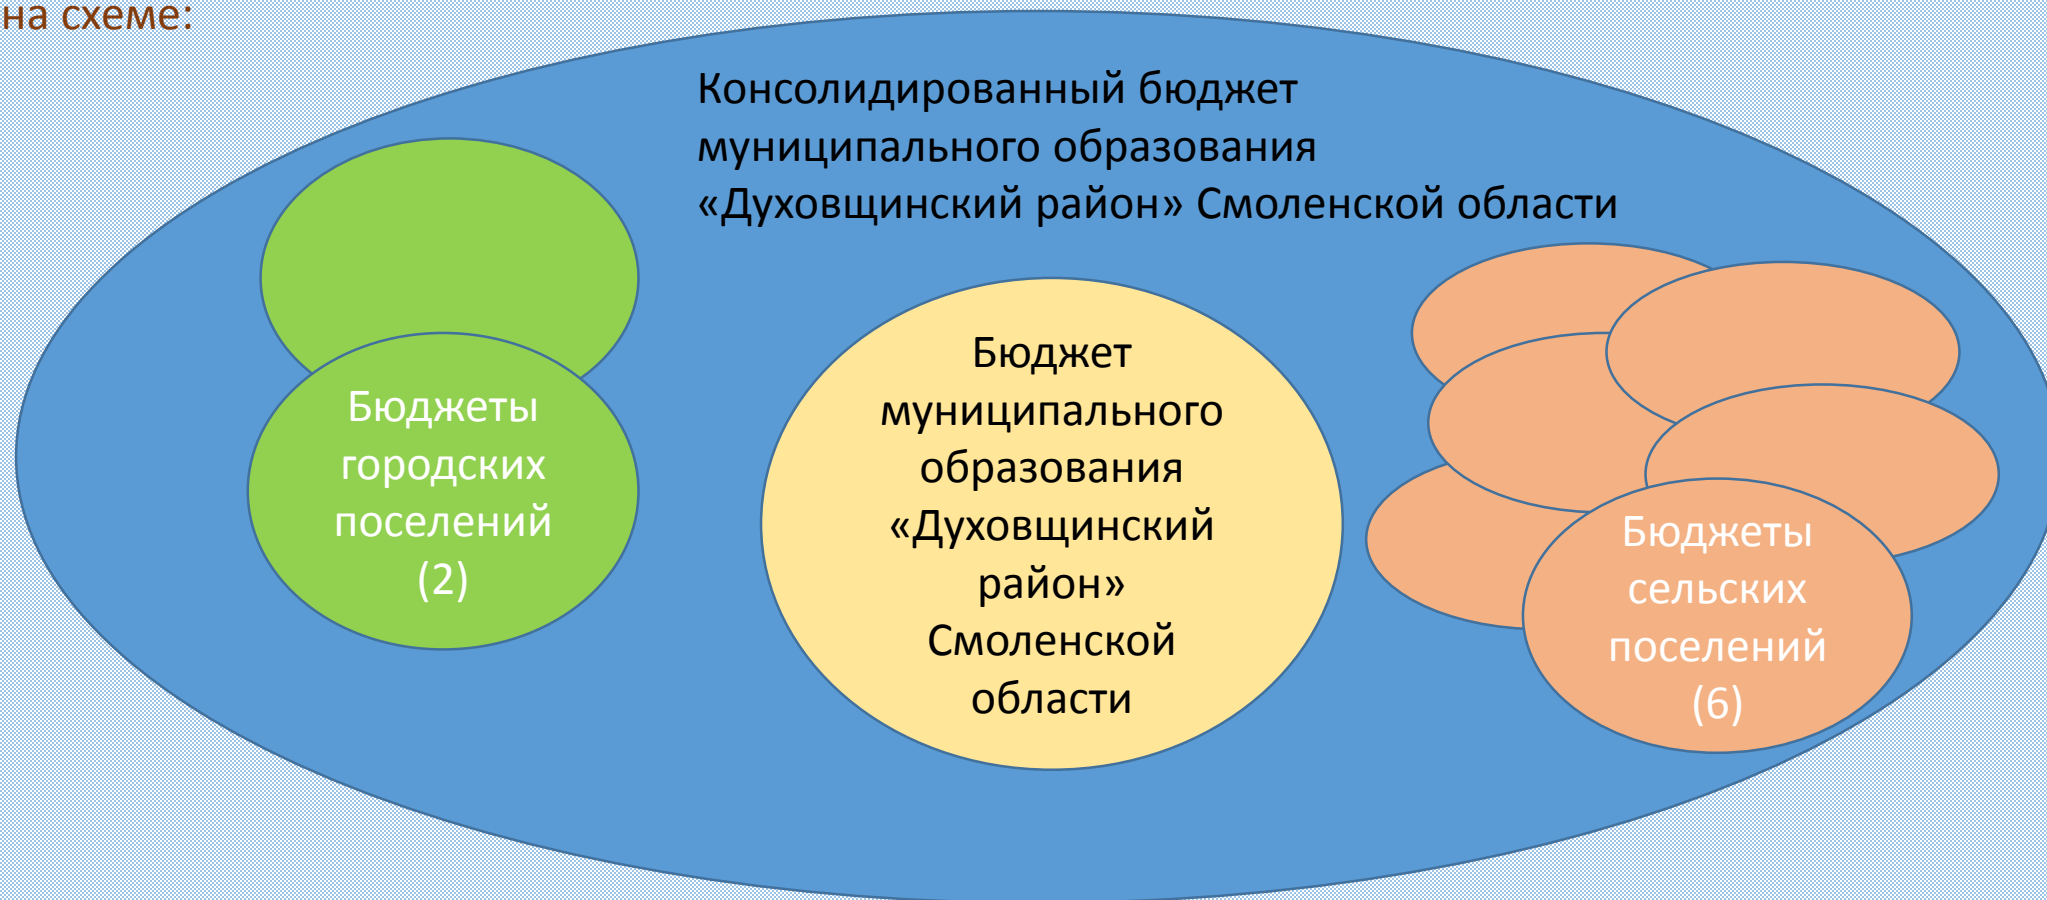 на схеме:
Консолидированный бюджет
муниципального образования
«Духовщинский район» Смоленской области
Бюджеты
городских
поселений
(2)
Бюджет
муниципального
образования
«Духовщинский
район»
Смоленской
области
Бюджеты
сельских
поселений
(6)